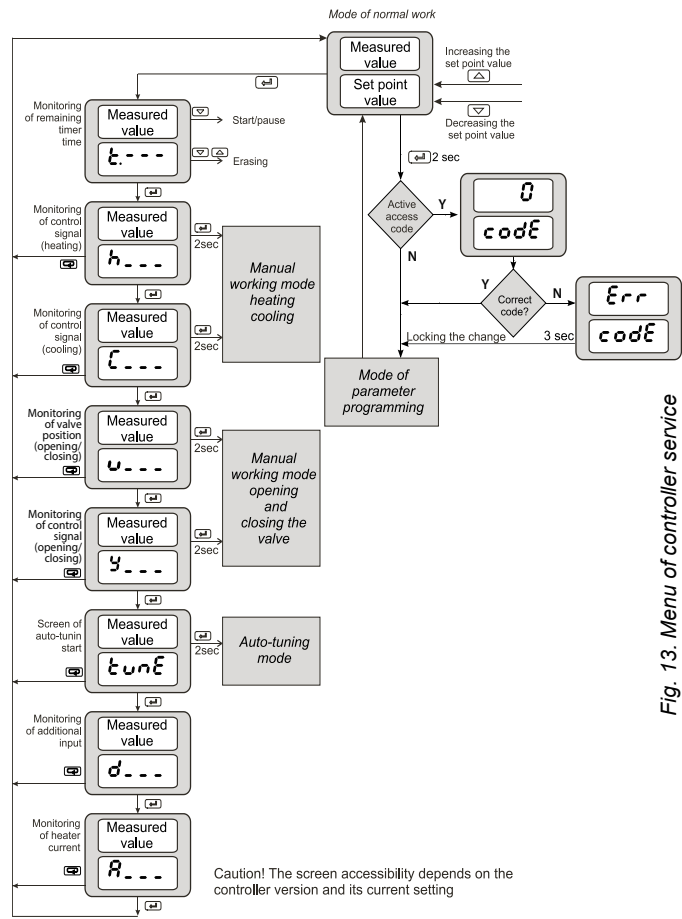 Mode of normal work
Measured
value
Set point
value
Increasing the
set point value
Decreasing the
set point value
Monitoring
of remaining
timer
time
Measured
value
t.---
Start/pause
Erasing
2 sec
Active
access
code
Y
N
0
codE
Correct
code?
Y
N
Err
codE
Locking the change
3 sec
Mode of
parameter
programming
Monitoring
of control
signal
(heating)
Measured
value
h---
2sec
Manual
working mode
heating
cooling
Monitoring
of control
signal
(cooling)
Measured
value
C---
2sec
Monitoring
of valve
position
(opening/
closing)
Measured
value
u---
2sec
Manual
working mode
opening
and
closing the
valve
Monitoring
of control
signal
(opening/
closing)
Measured
value
y---
2sec
Screen of
auto-tunin
start
Measured
value
tunE
2sec
Auto-tuning
mode
Monitoring
of additional
input
Measured
value
d---
Monitoring
of heater
current
Measured
value
A---
Caution! The screen accessibility depends on the
controller version and its current setting
Fig. 13. Menu of controller service